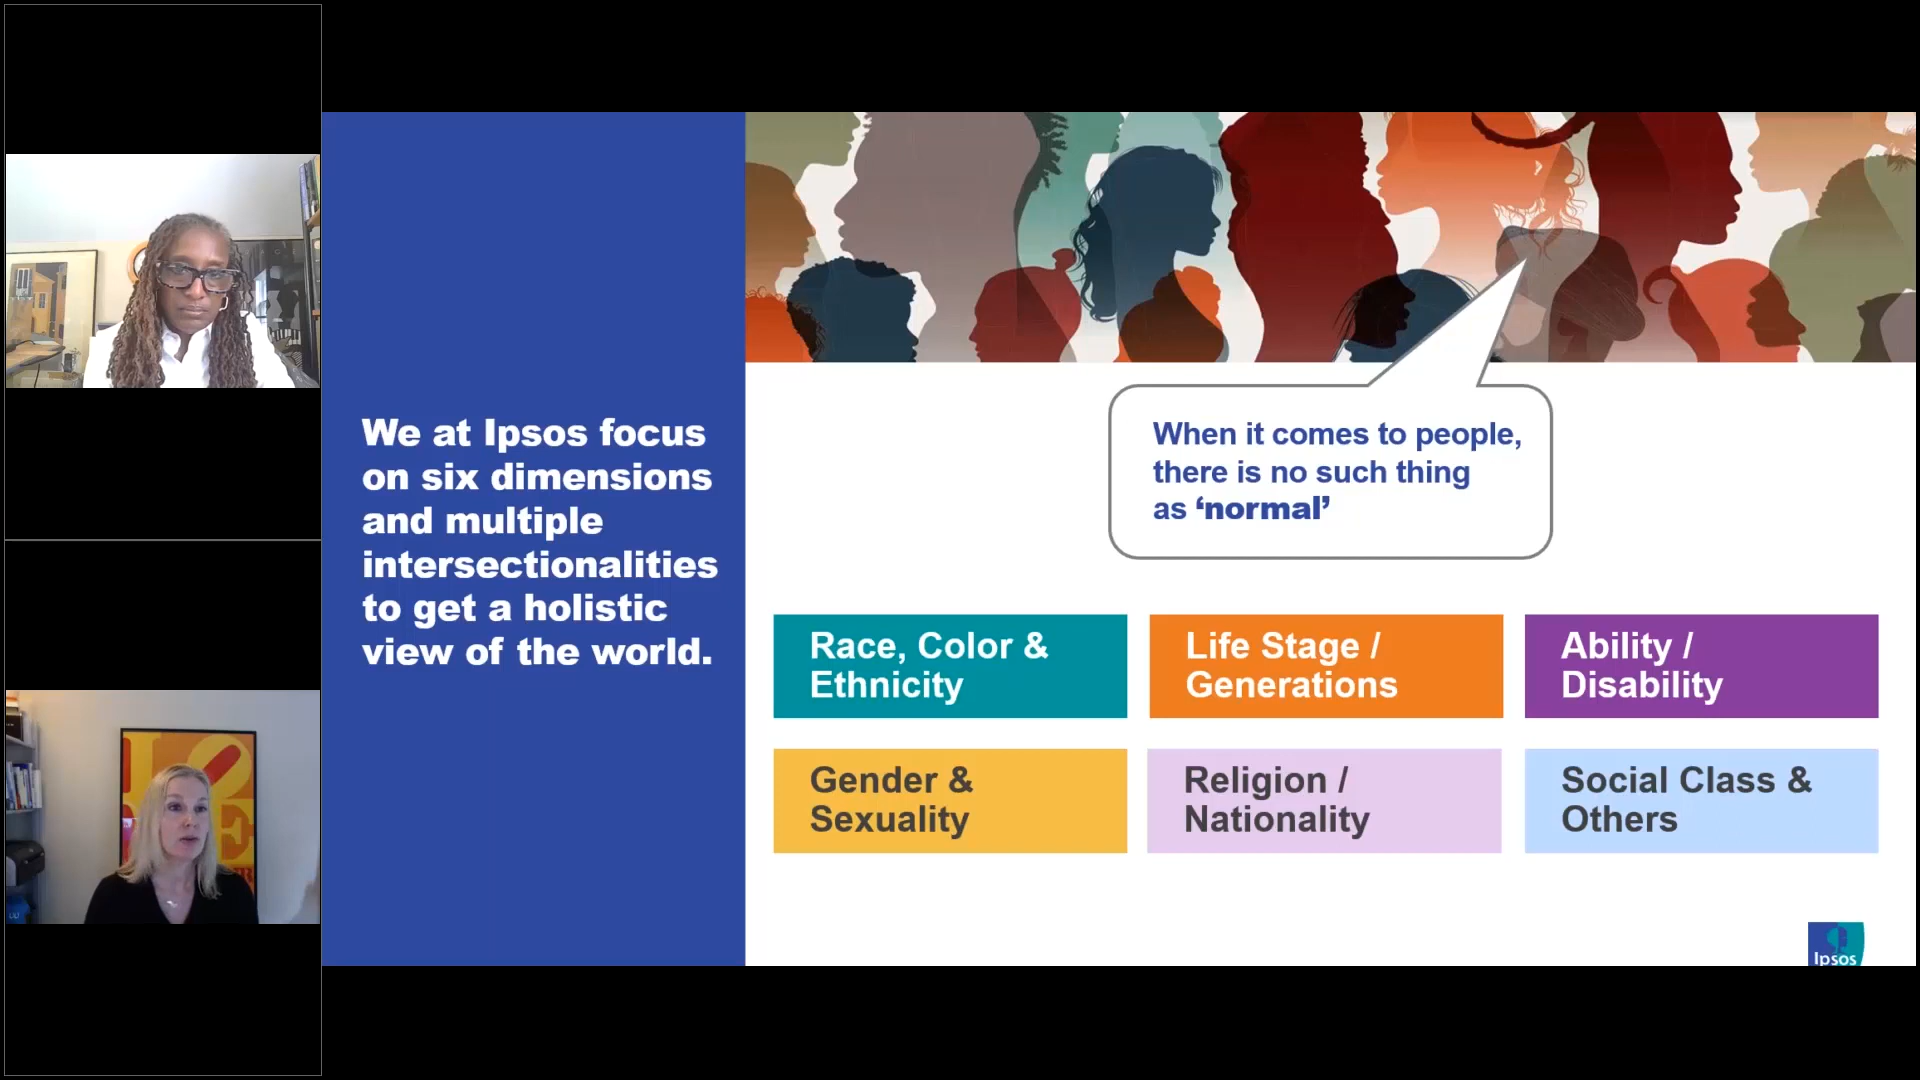 We at Ipsos focus
on six dimensions
and multiple
intersectionalities
to get a holistic
view of the world.
When it comes to people,
there is no such thing
as ‘normal’
Race, Color &
Ethnicity
Life Stage /
Generations
Ability /
Disability
Gender &
Sexuality
Religion /
Nationality
Social Class &
Others
Ipsos